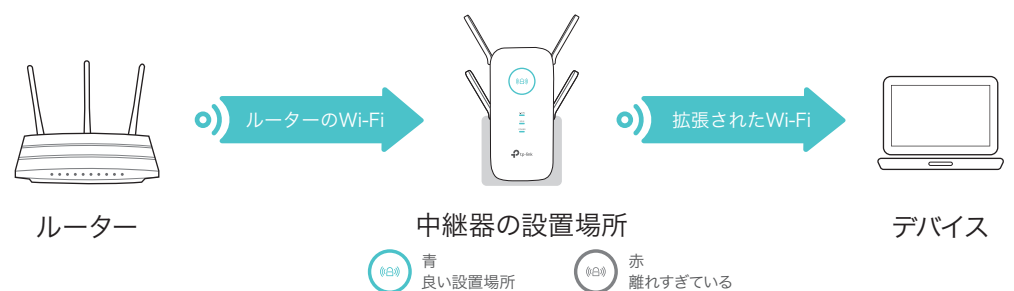 ルーターのWi-Fi
拡張されたWi-Fi
tp-link
ルーター
中継器の設置場所
デバイス
青
良い設置場所
赤
離れすぎている